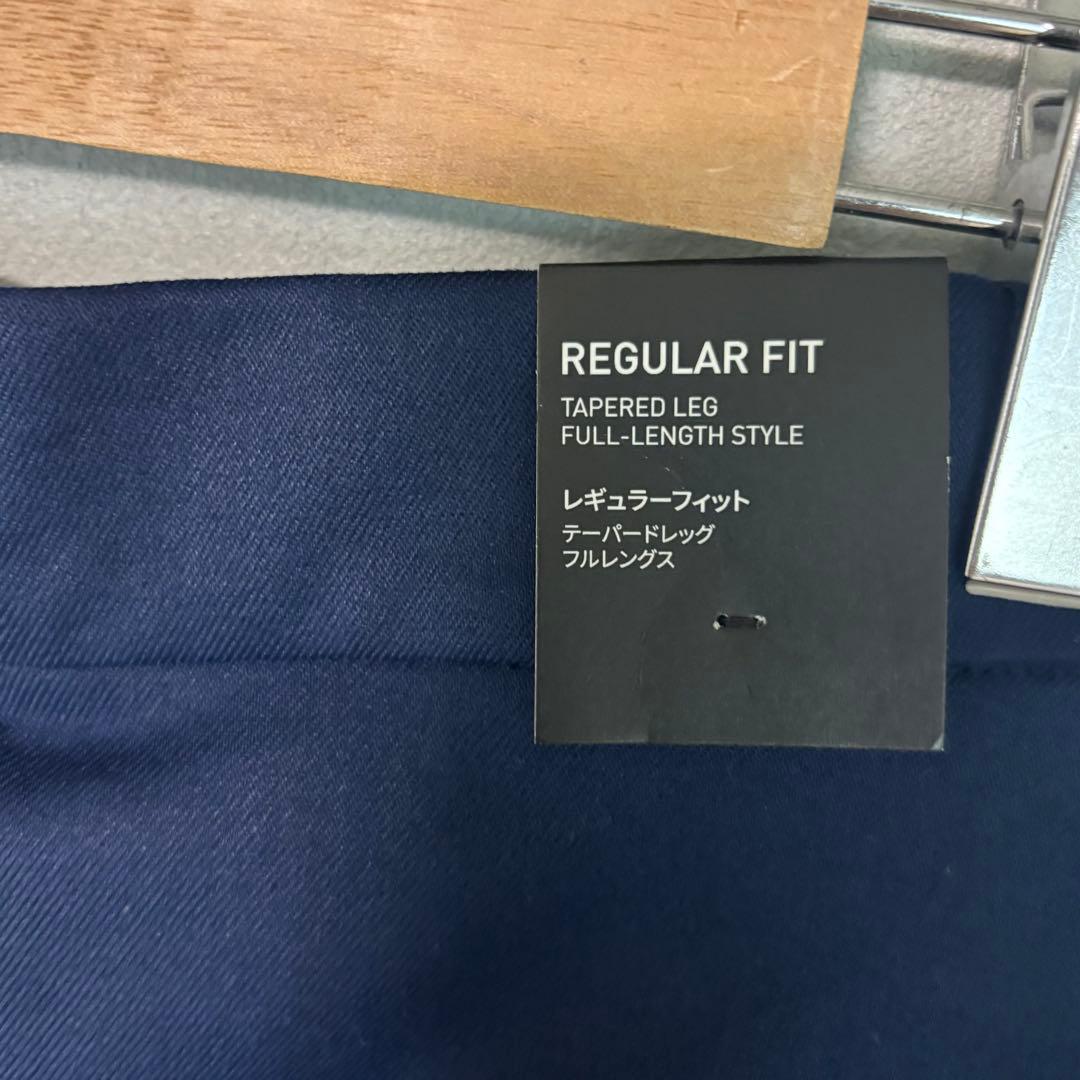 REGULAR FIT
TAPERED LEG
FULL-LENGTH STYLE
レギュラーフィット
テーパードレッグ
フルレングス